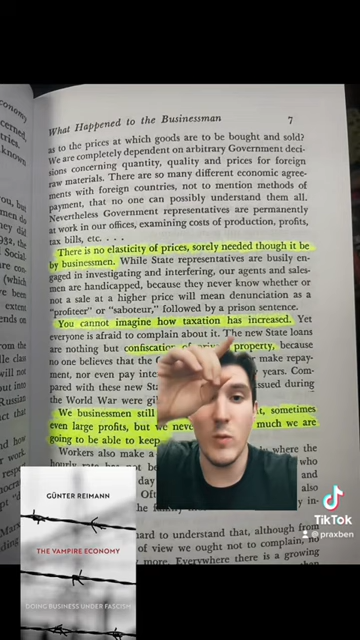 What Happened to the Businessman 7
as to the prices at which goods are to be bought and sold?
We are completely dependent on arbitrary Government deci-
sions concerning quantity, quality and prices for foreign
raw materials. There are so many different economic agree-
ments with foreign countries, not to mention methods of
payment, that no one can possibly understand them all.
Nevertheless Government representatives are permanently
at work in our offices, examining costs of production, profits,
tax bills, etc. . . . .
There is no elasticity of prices, sorely needed though it be
by businessmen. While State representatives are busily en-
gaged in investigating and interfering, our agents and sales-
men are handicapped, because they never know whether or
not a sale at a higher price will mean denunciation as a
"profiteer" or "saboteur," followed by a prison sentence.
You cannot imagine how taxation has increased. Yet
everyone is afraid to complain about it. The new State loans
are nothing but confiscation of property, because
no one believes that the make repay-
ment, nor even pay inter years. Com-
pared with these new Sta issued during
the World War were
We businessmen still it, sometimes
even large profits, but we never much we are
going to be able to keep
Workers also make a where the
who
day
Of also
in-
hard to understand that, although from
of view we ought not to complain,
There is a growing
GÜNTER REIMANN
THE VAMPIRE ECONOMY
DOING BUSINESS UNDER FASCISM
TikTok
@praxben